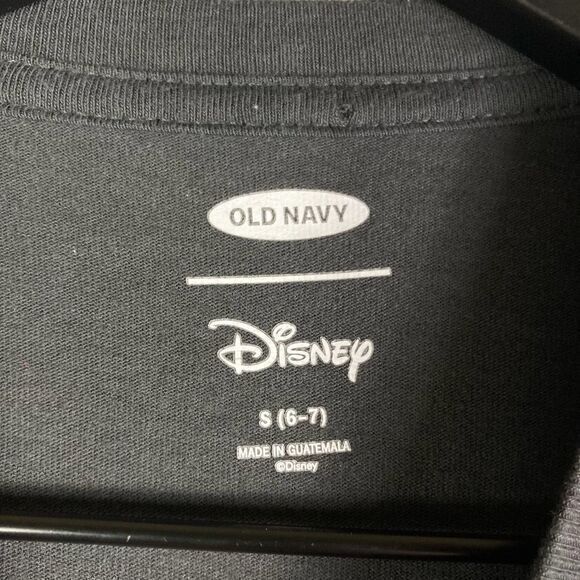 OLD NAVY
Disney
S (6-7)
MADE IN GUATEMALA
©Disney